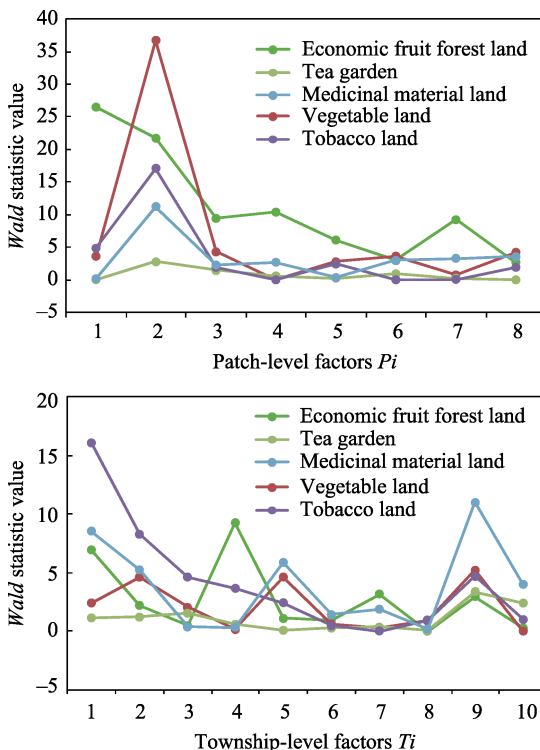 40
35
30
25
20
15
10
5
0
–5
Wald statistic value
Economic fruit forest land
Tea garden
Medicinal material land
Vegetable land
Tobacco land
1 2 3 4 5 6 7 8
Patch-level factors Pi
20
15
10
5
0
–5
Wald statistic value
Economic fruit forest land
Tea garden
Medicinal material land
Vegetable land
Tobacco land
1 2 3 4 5 6 7 8 9 10
Township-level factors Ti